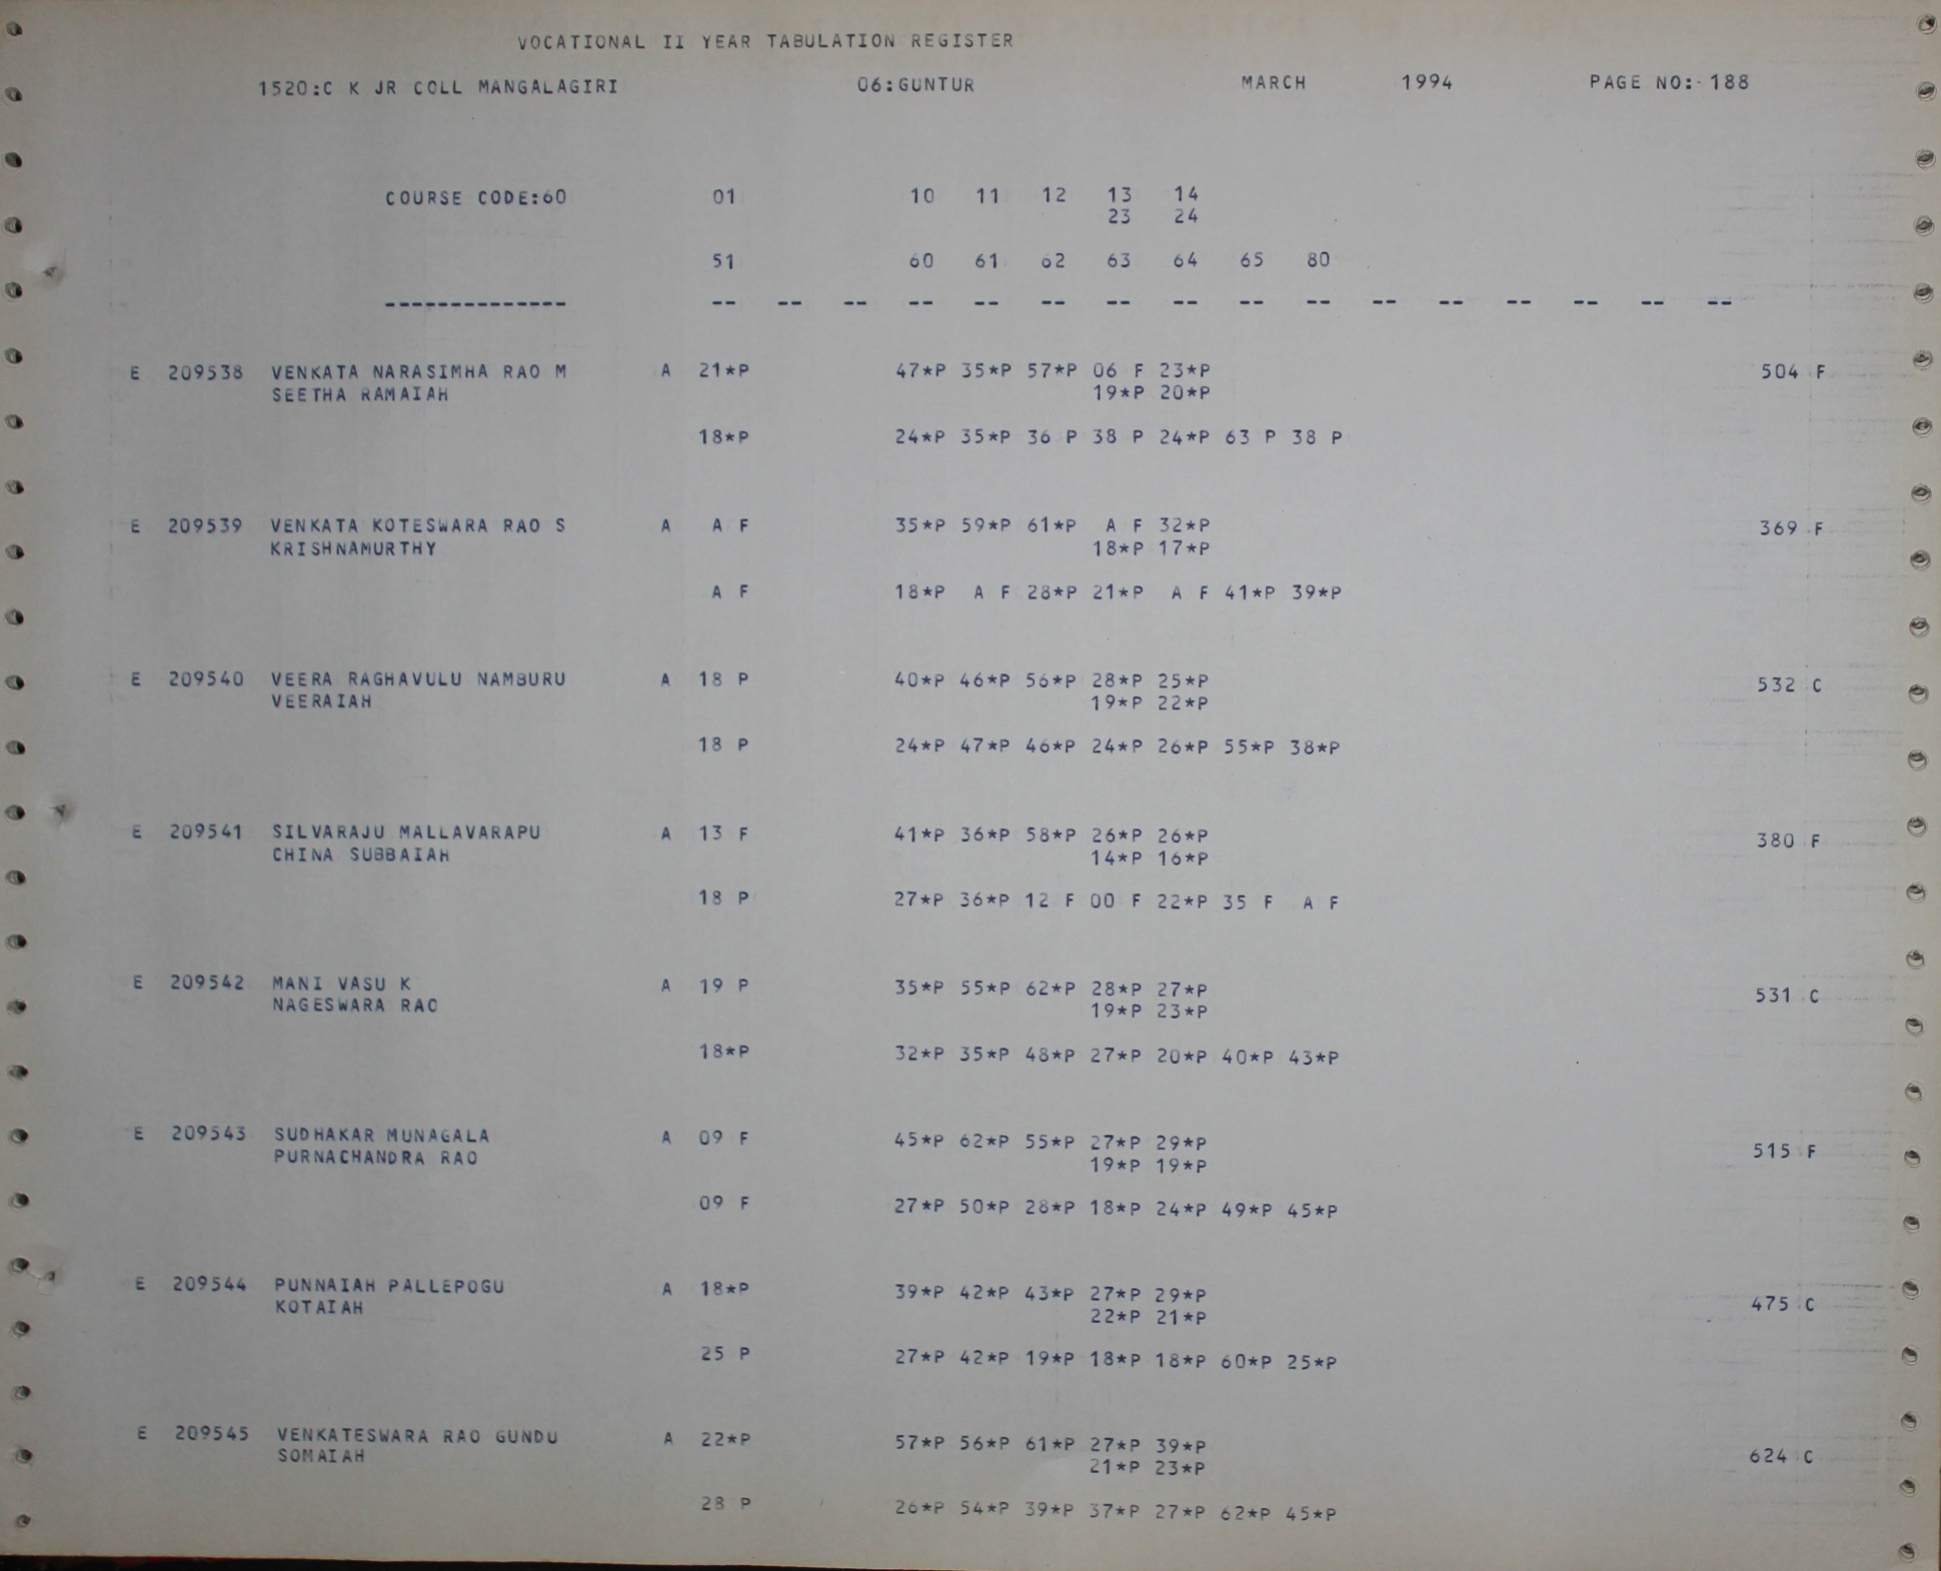 VOCATIONAL II YEAR TABULATION REGISTER
1520:C K JR COLL MANGALAGIRI 06:GUNTUR MARCH 1994 PAGE NO: 188
COURSE CODE:60 01 10 11 12 13 14
23 24
51 60 61 62 63 64 65 80
-------------- -- -- -- -- -- -- -- -- -- -- -- -- -- -- -- --
E 209538 VENKATA NARASIMHA RAO M A 21*P 47*P 35*P 57*P 06 F 23*P 504 F
SEETHA RAMAIAH 19*P 20*P
18*P 24*P 35*P 36 P 38 P 24*P 63 P 38 P
E 209539 VENKATA KOTESWARA RAO S A A F 35*P 59*P 61*P A F 32*P 369 F
KRISHNAMURTHY 18*P 17*P
A F 18*P A F 28*P 21*P A F 41*P 39*P
E 209540 VEERA RAGHAVULU NAMBURU A 18 P 40*P 46*P 56*P 28*P 25*P 532 C
VEERAIAH 19*P 22*P
18 P 24*P 47*P 46*P 24*P 26*P 55*P 38*P
E 209541 SILVARAJU MALLAVARAPU A 13 F 41*P 36*P 58*P 26*P 26*P 380 F
CHINA SUBBAIAH 14*P 16*P
18 P 27*P 36*P 12 F 00 F 22*P 35 F A F
E 209542 MANI VASU K A 19 P 35*P 55*P 62*P 28*P 27*P 531 C
NAGESWARA RAO 19*P 23*P
18*P 32*P 35*P 48*P 27*P 20*P 40*P 43*P
E 209543 SUDHAKAR MUNAGALA A 09 F 45*P 62*P 55*P 27*P 29*P 515 F
PURNACHANDRA RAO 19*P 19*P
09 F 27*P 50*P 28*P 18*P 24*P 49*P 45*P
E 209544 PUNNAIAH PALLEPOGU A 18*P 39*P 42*P 43*P 27*P 29*P 475 C
KOTAIAH 22*P 21*P
25 P 27*P 42*P 19*P 18*P 18*P 60*P 25*P
E 209545 VENKATESWARA RAO GUNDU A 22*P 57*P 56*P 61*P 27*P 39*P 624 C
SOMAIAH 21*P 23*P
28 P 26*P 54*P 39*P 37*P 27*P 62*P 45*P